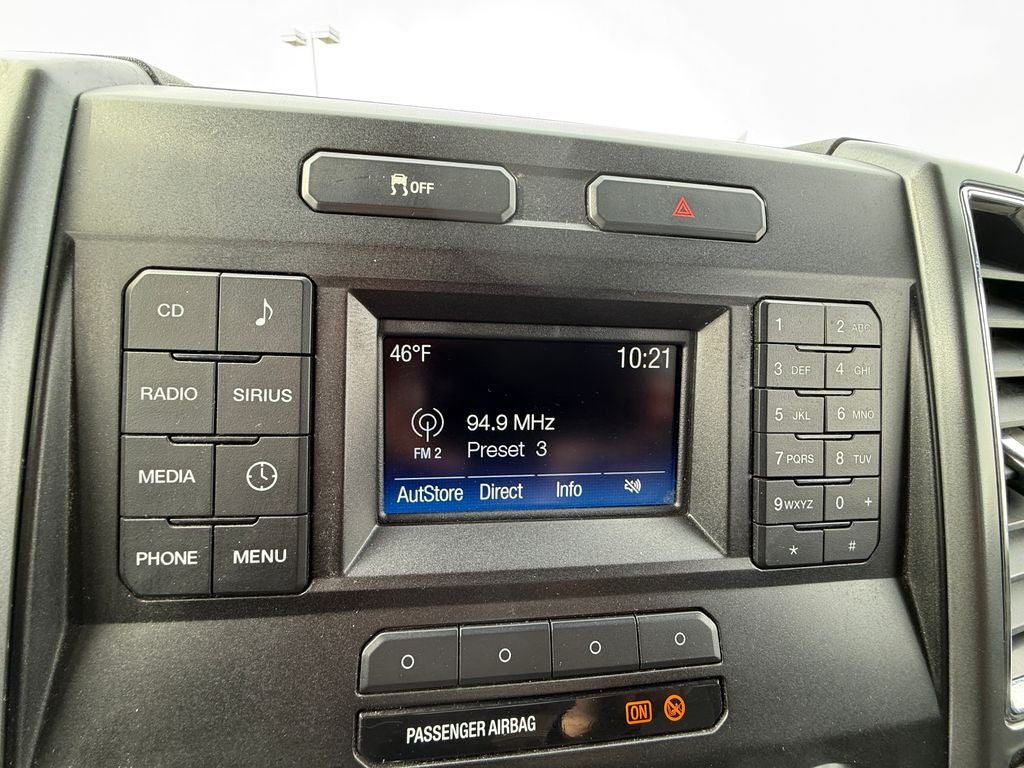 OFF
CD
RADIO SIRIUS
MEDIA
PHONE MENU
46°F 10:21
94.9 MHz
FM 2 Preset 3
AutStore Direct Info
1 2 ABC
3 DEF 4 GHI
5 JKL 6 MNO
7 PQRS 8 TUV
9 WXYZ 0 +
* #
PASSENGER AIRBAG ON